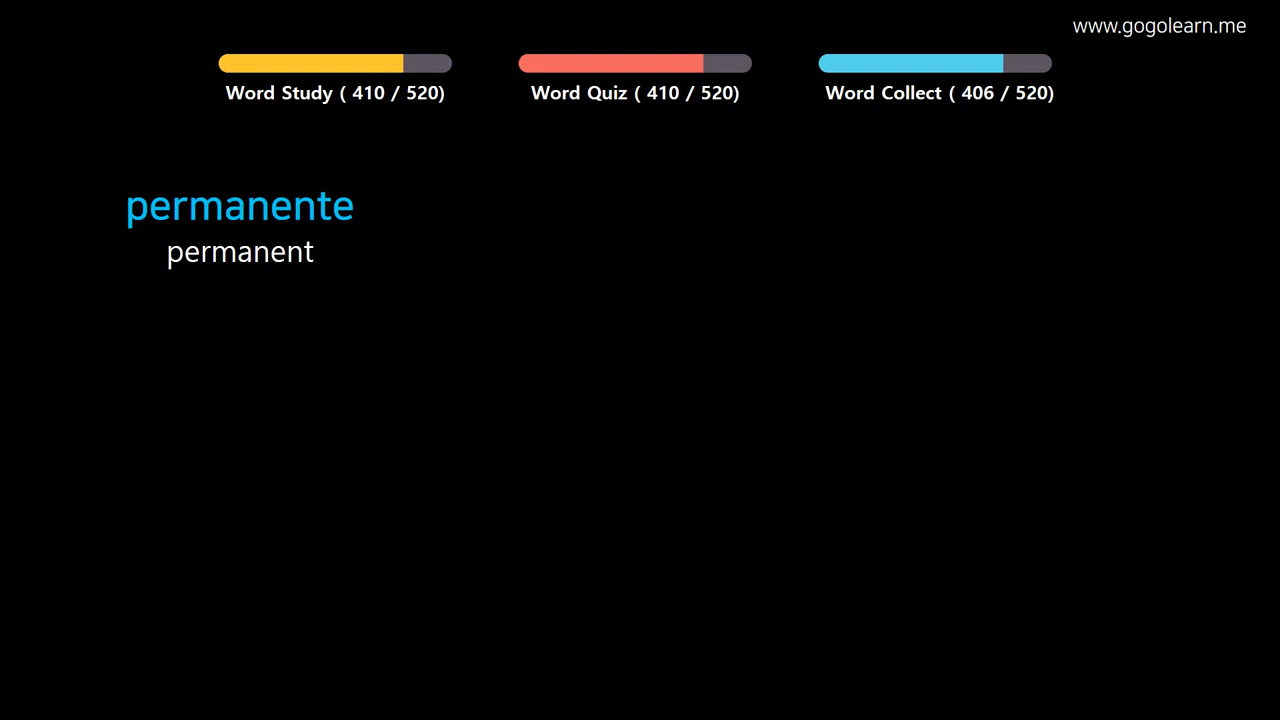 www.gogolearn.me
Word Study ( 410 / 520)
Word Quiz ( 410 / 520)
Word Collect ( 406 / 520)
permanente
permanent